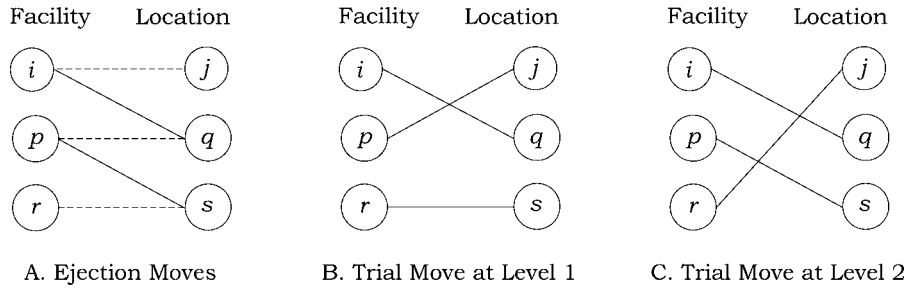 Facility Location Facility Location Facility Location
i j i j i j
p q p q p q
r s r s r s
A. Ejection Moves B. Trial Move at Level 1 C. Trial Move at Level 2